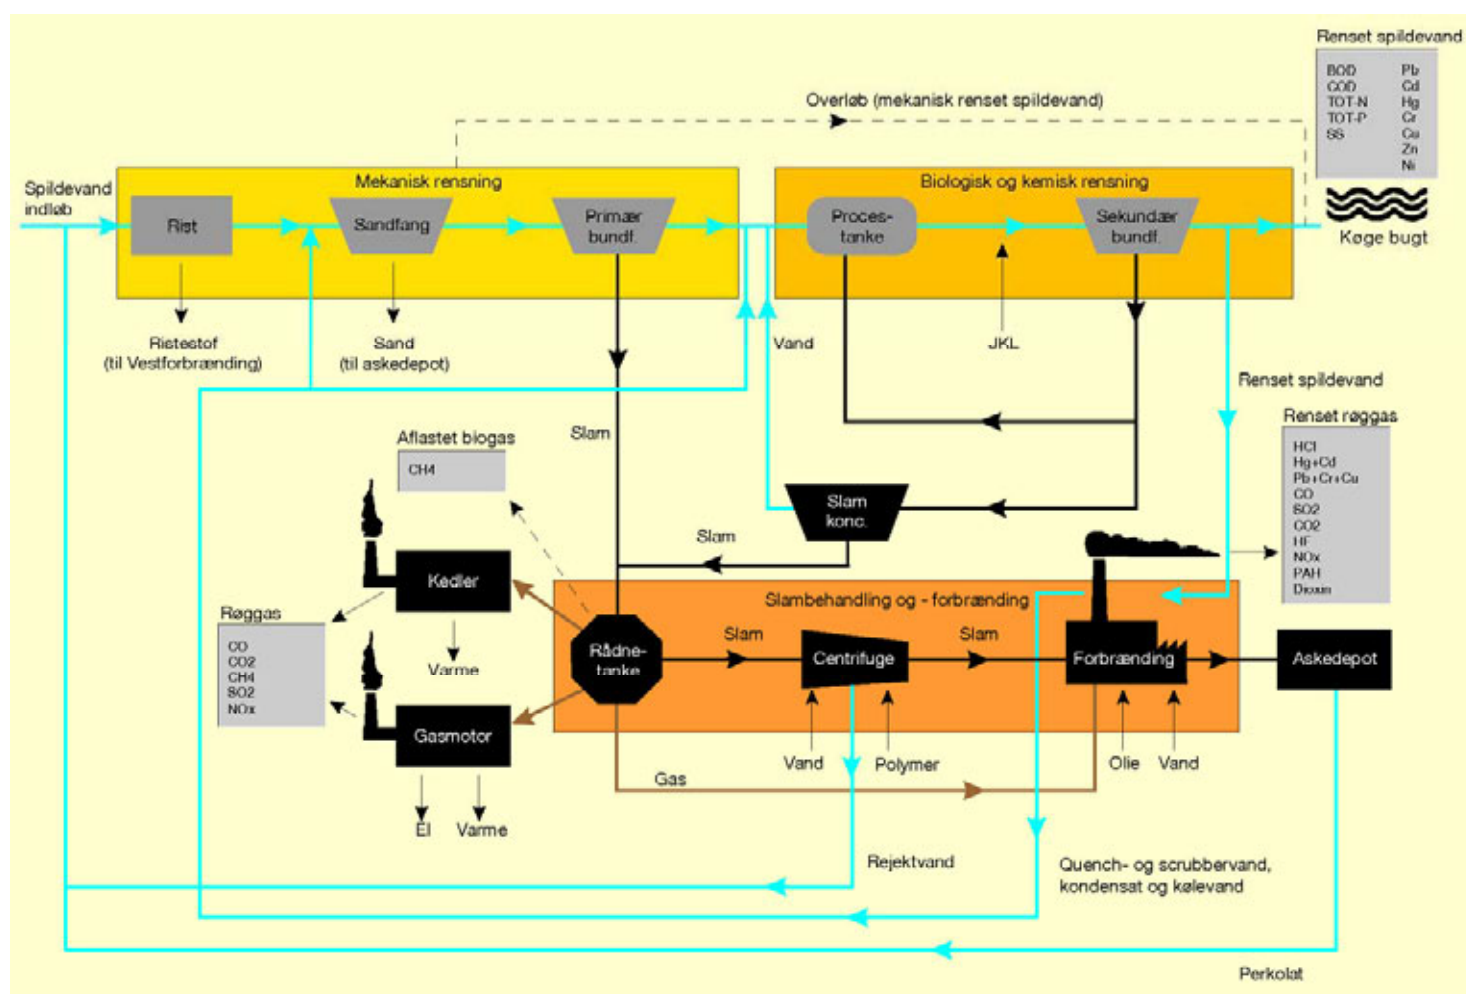 Renset spildevand
BOD Pb
COD Cd
TOT-N Hg
TOT-P Cr
SS Cu
Zn
Ni
Køge bugt
Overløb (mekanisk renset spildevand)
Spildevand
indløb
Mekanisk rensning
Rist
Sandfang
Primær
bundf.
Biologisk og kemisk rensning
Proces-
tanke
Sekundær
bundf.
Ristestof
(til Vestforbrænding)
Sand
(til askedepot)
Vand
JKL
Renset spildevand
Slam
Aflastet biogas
CH4
Renset røggas
HCl
Hg+Cd
Pb+Cr+Cu
CO
SO2
CO2
HF
NOx
PAH
Dioxin
Slam
konc.
Slam
Kedler
Varme
Røggas
CO
CO2
CH4
SO2
NOx
Gasmotor
El
Varme
Slambehandling og - forbrænding
Rådne-
tanke
Slam
Centrifuge
Slam
Forbrænding
Askedepot
Vand
Polymer
Olie
Vand
Gas
Rejektvand
Quench- og scrubbervand,
kondensat og kølevand
Perkolat